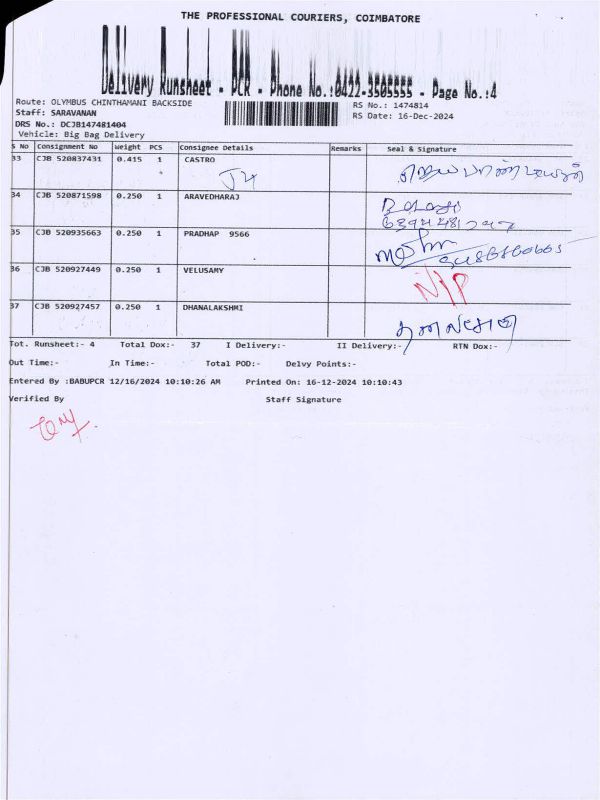 THE PROFESSIONAL COURIERS, COIMBATORE
Delivery Runsheet - PCR - Phone No.:0422-3505555 - Page No.:4
Route: OLYMBUS CHINTHAMANI BACKSIDE
Staff: SARAVANAN
DRS No.: DCJB147481404
Vehicle: Big Bag Delivery
RS No.: 1474814
RS Date: 16-Dec-2024
S No Consignment No Weight PCS Consignee Details Remarks Seal & Signature
33 CJB 520837431 0.415 1 CASTRO
34 CJB 520871598 0.250 1 ARAVEDHARAJ
35 CJB 520935663 0.250 1 PRADHAP 9566
36 CJB 520927449 0.250 1 VELUSAMY N/P
37 CJB 520927457 0.250 1 DHANALAKSHMI
Tot. Runsheet:- 4 Total Dox:- 37 I Delivery:- II Delivery:- RTN Dox:-
Out Time:- In Time:- Total POD:- Delvy Points:-
Entered By :BABUPCR 12/16/2024 10:10:26 AM Printed On: 16-12-2024 10:10:43
Verified By Staff Signature